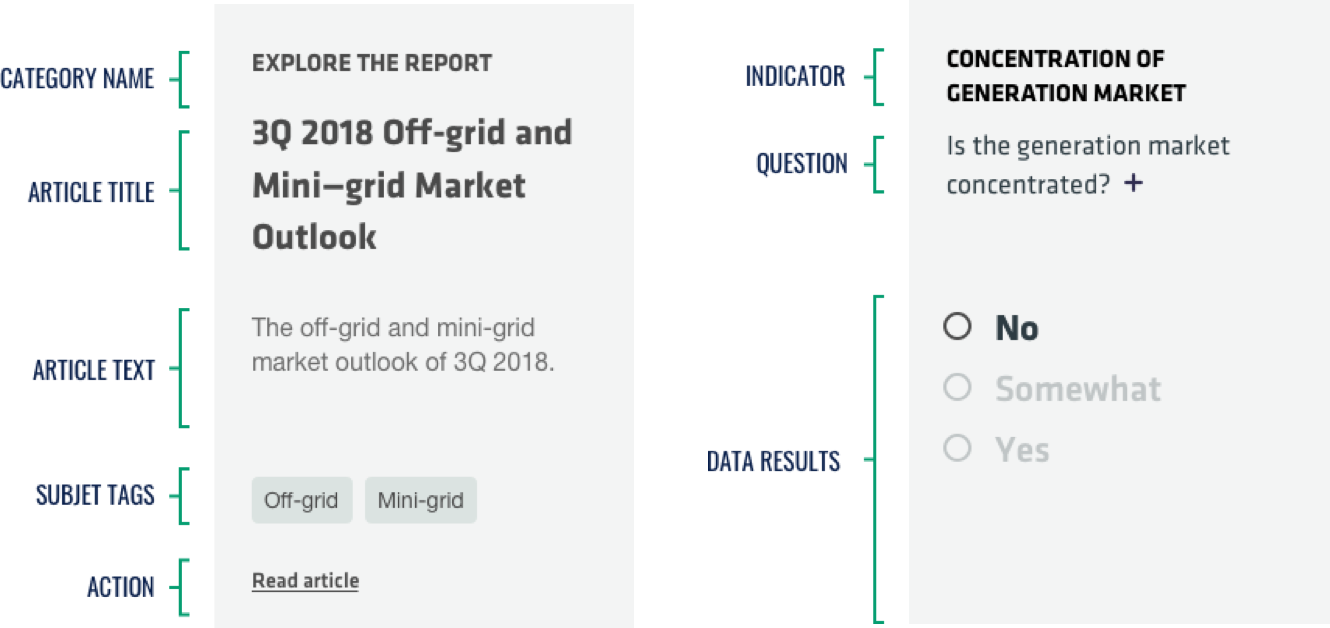 CATEGORY NAME
EXPLORE THE REPORT
ARTICLE TITLE
3Q 2018 Off-grid and
Mini–grid Market
Outlook
ARTICLE TEXT
The off-grid and mini-grid
market outlook of 3Q 2018.
SUBJET TAGS
Off-grid Mini-grid
ACTION
Read article
INDICATOR
CONCENTRATION OF
GENERATION MARKET
QUESTION
Is the generation market
concentrated? +
DATA RESULTS
No
Somewhat
Yes